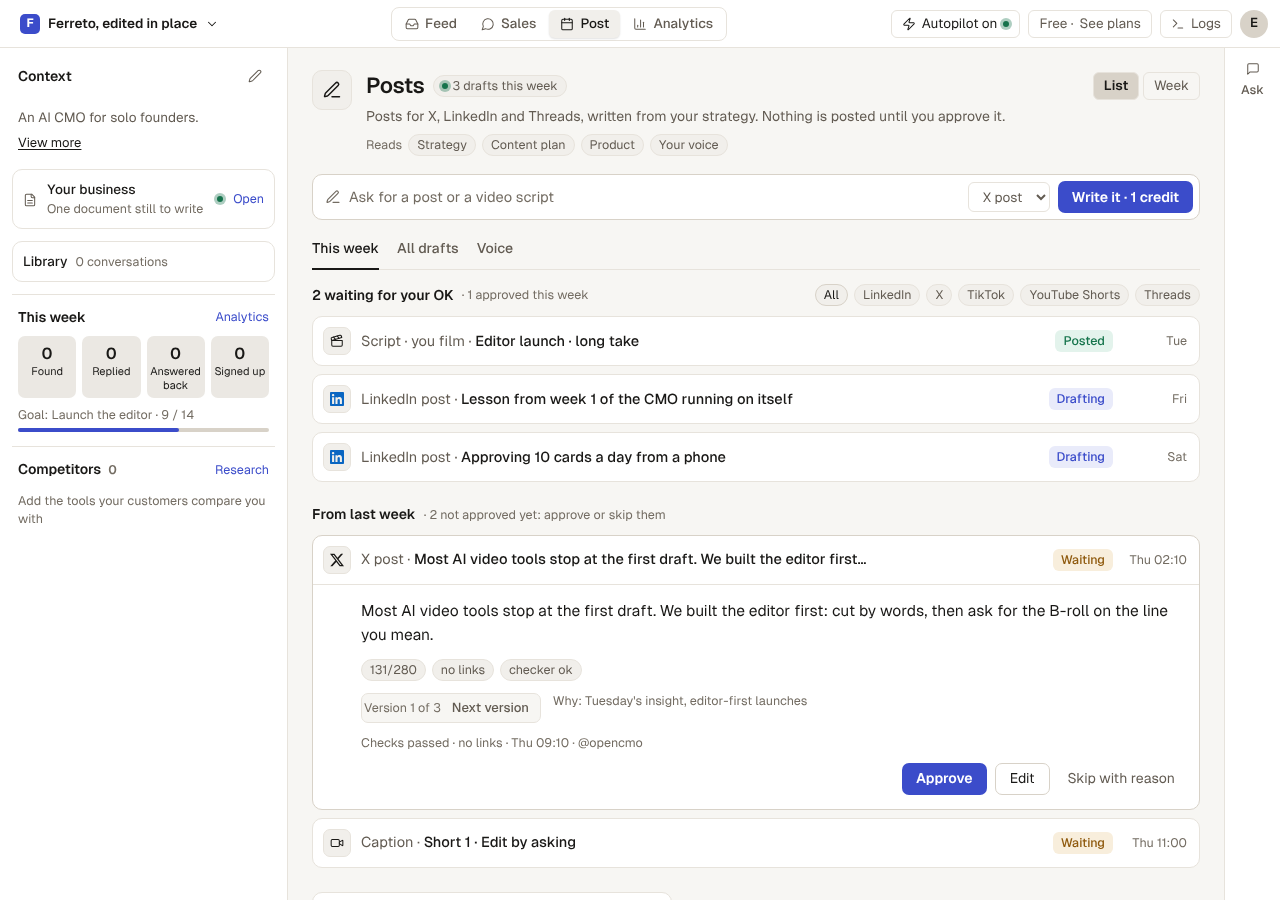 F Ferreto, edited in place
Feed Sales Post Analytics
Autopilot on
Free · See plans
Logs
E
Context
An AI CMO for solo founders.
View more
Your business
One document still to write
Open
Library 0 conversations
This week
Analytics
0 Found
0 Replied
0 Answered back
0 Signed up
Goal: Launch the editor · 9 / 14
Competitors 0
Research
Add the tools your customers compare you
with
Posts
3 drafts this week
List
Week
Posts for X, LinkedIn and Threads, written from your strategy. Nothing is posted until you approve it.
Reads Strategy Content plan Product Your voice
Ask for a post or a video script
X post
Write it · 1 credit
This week All drafts Voice
2 waiting for your OK · 1 approved this week
All LinkedIn X TikTok YouTube Shorts Threads
Script · you film · Editor launch · long take Posted Tue
LinkedIn post · Lesson from week 1 of the CMO running on itself Drafting Fri
LinkedIn post · Approving 10 cards a day from a phone Drafting Sat
From last week · 2 not approved yet: approve or skip them
X post · Most AI video tools stop at the first draft. We built the editor first… Waiting Thu 02:10
Most AI video tools stop at the first draft. We built the editor first: cut by words, then ask for the B-roll on the line
you mean.
131/280 no links checker ok
Version 1 of 3 Next version Why: Tuesday's insight, editor-first launches
Checks passed · no links · Thu 09:10 · @opencmo
Approve Edit Skip with reason
Caption · Short 1 · Edit by asking Waiting Thu 11:00
Ask